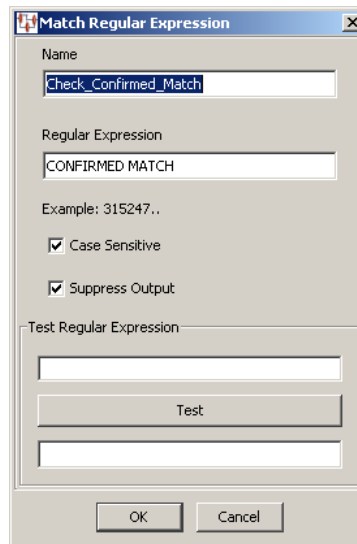 Match Regular Expression
Name
Check_Confirmed_Match
Regular Expression
CONFIRMED MATCH
Example: 315247..
Case Sensitive
Suppress Output
Test Regular Expression
Test
OK Cancel